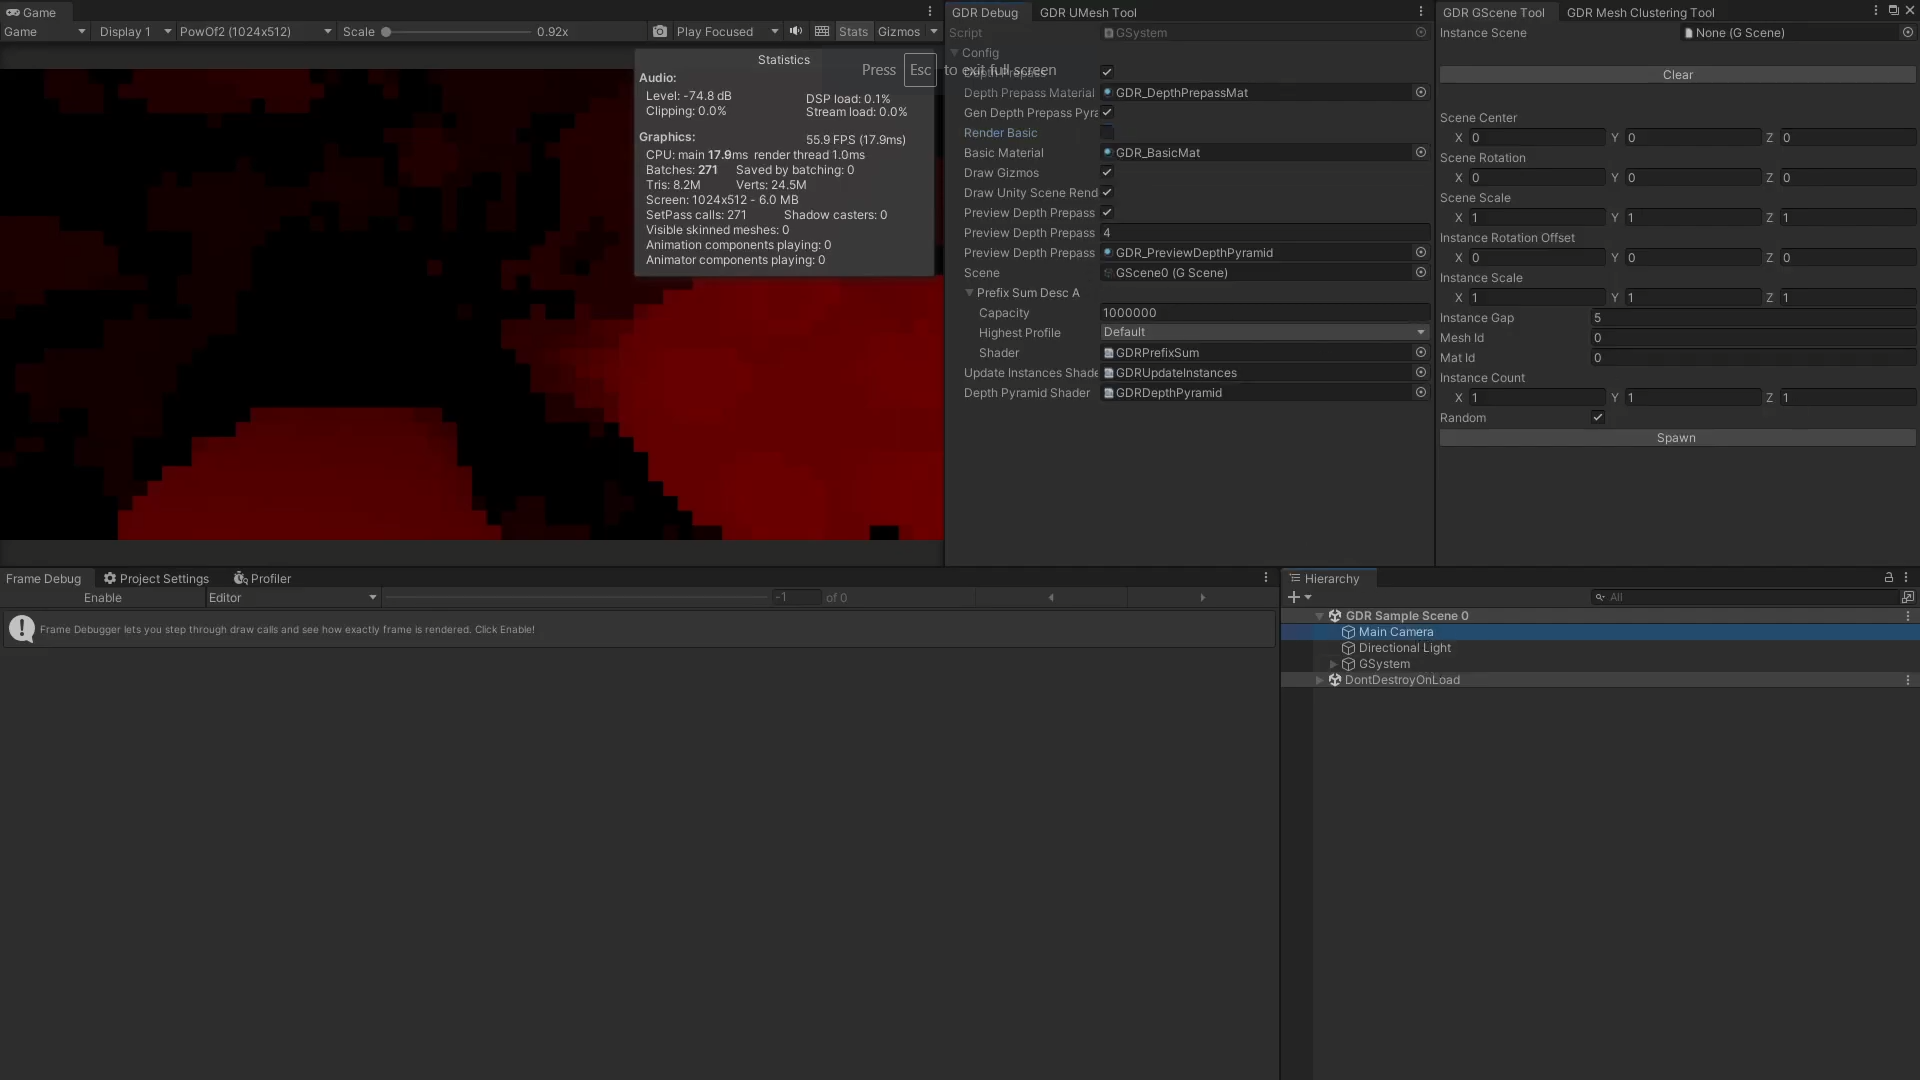 Game
Game
Display 1
PowOf2 (1024x512)
Scale
0.92x
Play Focused
Stats
Gizmos
Statistics
Audio:
Level: -74.8 dB
DSP load: 0.1%
Clipping: 0.0%
Stream load: 0.0%
Graphics:
55.9 FPS (17.9ms)
CPU: main 17.9ms render thread 1.0ms
Batches: 271 Saved by batching: 0
Tris: 8.2M Verts: 24.5M
Screen: 1024x512 - 6.0 MB
SetPass calls: 271 Shadow casters: 0
Visible skinned meshes: 0
Animation components playing: 0
Animator components playing: 0
Press Esc to exit full screen
GDR Debug
GDR UMesh Tool
Script GSystem
Config
Depth Prepass
Depth Prepass Material GDR_DepthPrepassMat
Gen Depth Prepass Pyra
Render Basic
Basic Material GDR_BasicMat
Draw Gizmos
Draw Unity Scene Rend
Preview Depth Prepass
Preview Depth Prepass 4
Preview Depth Prepass GDR_PreviewDepthPyramid
Scene GScene0 (G Scene)
Prefix Sum Desc A
Capacity 1000000
Highest Profile Default
Shader GDRPrefixSum
Update Instances Shade GDRUpdateInstances
Depth Pyramid Shader GDRDepthPyramid
GDR GScene Tool
GDR Mesh Clustering Tool
Instance Scene None (G Scene)
Clear
Scene Center
X 0 Y 0 Z 0
Scene Rotation
X 0 Y 0 Z 0
Scene Scale
X 1 Y 1 Z 1
Instance Rotation Offset
X 0 Y 0 Z 0
Instance Scale
X 1 Y 1 Z 1
Instance Gap 5
Mesh Id 0
Mat Id 0
Instance Count
X 1 Y 1 Z 1
Random
Spawn
Frame Debug
Project Settings
Profiler
Enable
Editor
-1 of 0
Frame Debugger lets you step through draw calls and see how exactly frame is rendered. Click Enable!
Hierarchy
All
GDR Sample Scene 0
Main Camera
Directional Light
GSystem
DontDestroyOnLoad